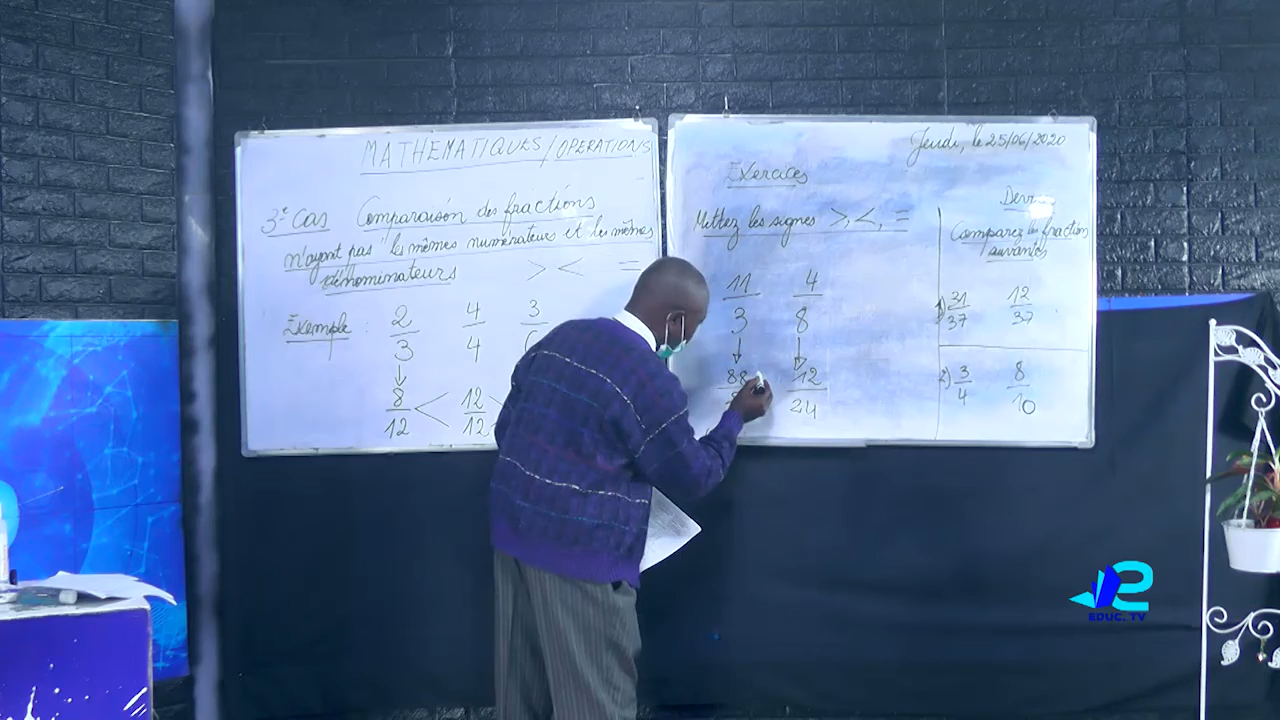 MATHEMATIQUES/OPERATIONS
3e Cas Comparaison des fractions
n'ayant pas les mêmes numérateurs et les mêmes
dénominateurs > < =
Exemple : 2/3 4/4 3/
↓
8/12 < 12/12
Jeudi, le 25/06/2020
Exercices
Mettez les signes >, <, =
11/3 4/8
↓ ↓
88/ 12/24
Comparez les fraction
suivantes
1) 31/37 12/37
2) 3/4 8/10
EDUC. TV